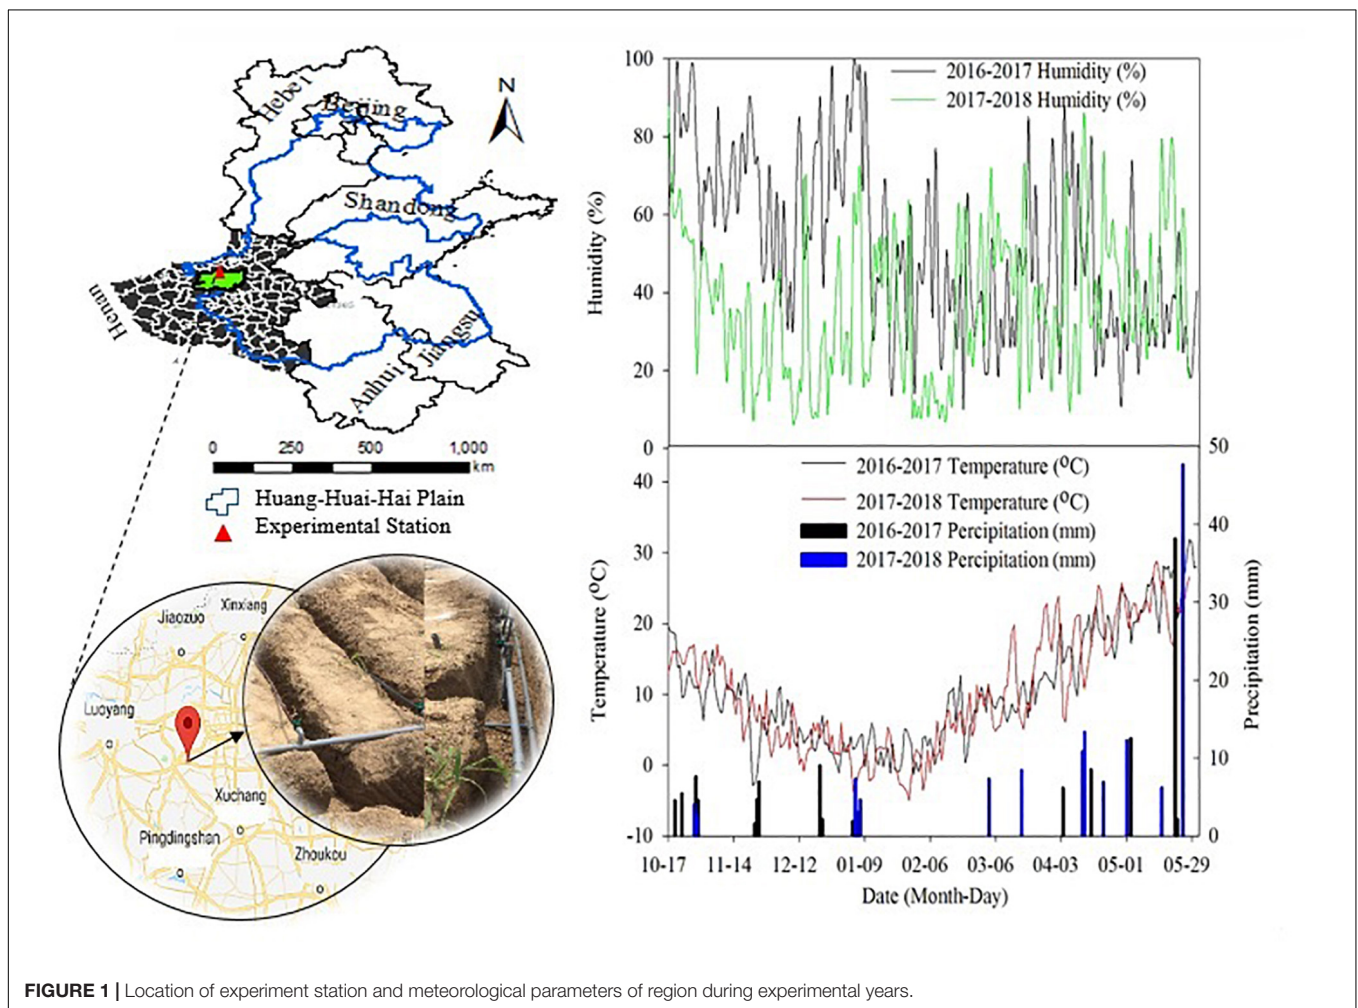 Hebei
Beijing
N
Shandong
Henan
Jiangsu
Anhui
0 250 500 1,000
km
Huang-Huai-Hai Plain
Experimental Station
Jiaozuo
Xinxiang
Luoyang
Xuchang
Pingdingshan
Zhoukou
2016-2017 Humidity (%)
2017-2018 Humidity (%)
Humidity (%)
100
80
60
40
20
0
2016-2017 Temperature (⁰C)
2017-2018 Temperature (⁰C)
2016-2017 Percipitation (mm)
2017-2018 Percipitation (mm)
Temperature (⁰C)
40
30
20
10
0
-10
50
40
30
20
10
0
Precipitation (mm)
10-17 11-14 12-12 01-09 02-06 03-06 04-03 05-01 05-29
Date (Month-Day)
FIGURE 1 | Location of experiment station and meteorological parameters of region during experimental years.